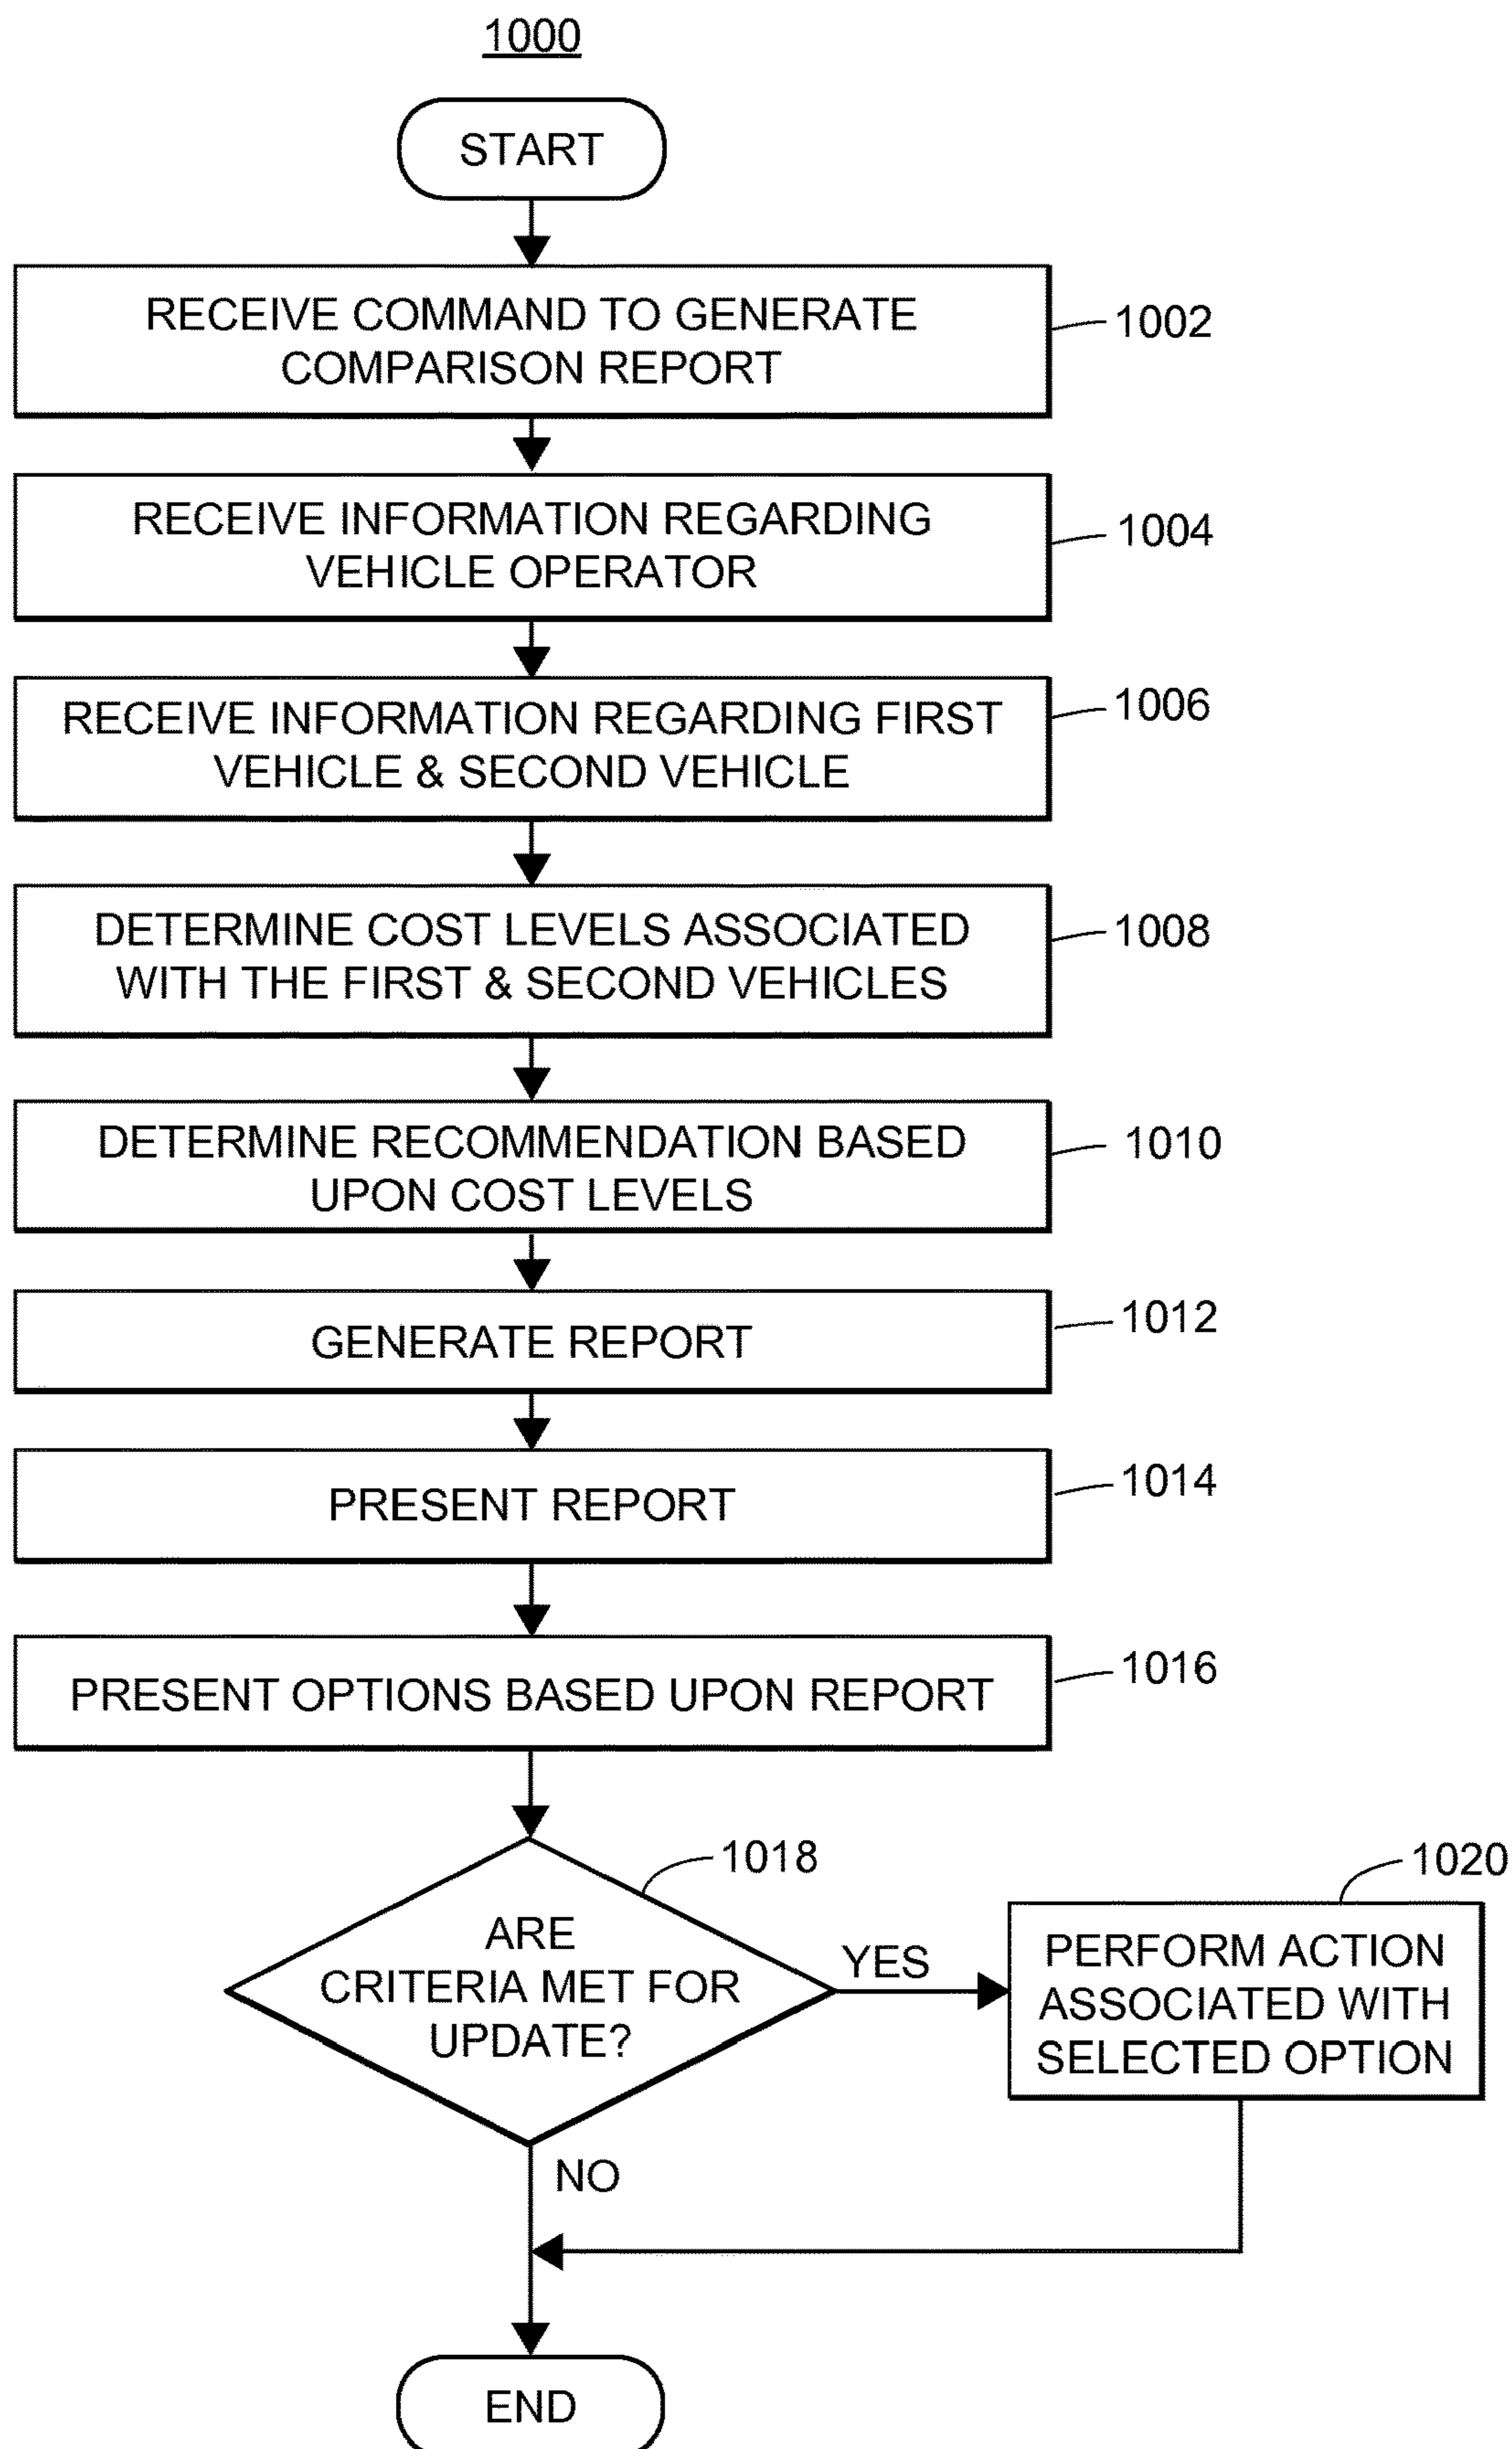 1000
START
RECEIVE COMMAND TO GENERATE
COMPARISON REPORT
1002
RECEIVE INFORMATION REGARDING
VEHICLE OPERATOR
1004
RECEIVE INFORMATION REGARDING FIRST
VEHICLE & SECOND VEHICLE
1006
DETERMINE COST LEVELS ASSOCIATED
WITH THE FIRST & SECOND VEHICLES
1008
DETERMINE RECOMMENDATION BASED
UPON COST LEVELS
1010
GENERATE REPORT
1012
PRESENT REPORT
1014
PRESENT OPTIONS BASED UPON REPORT
1016
ARE
CRITERIA MET FOR
UPDATE?
1018
YES
PERFORM ACTION
ASSOCIATED WITH
SELECTED OPTION
1020
NO
END